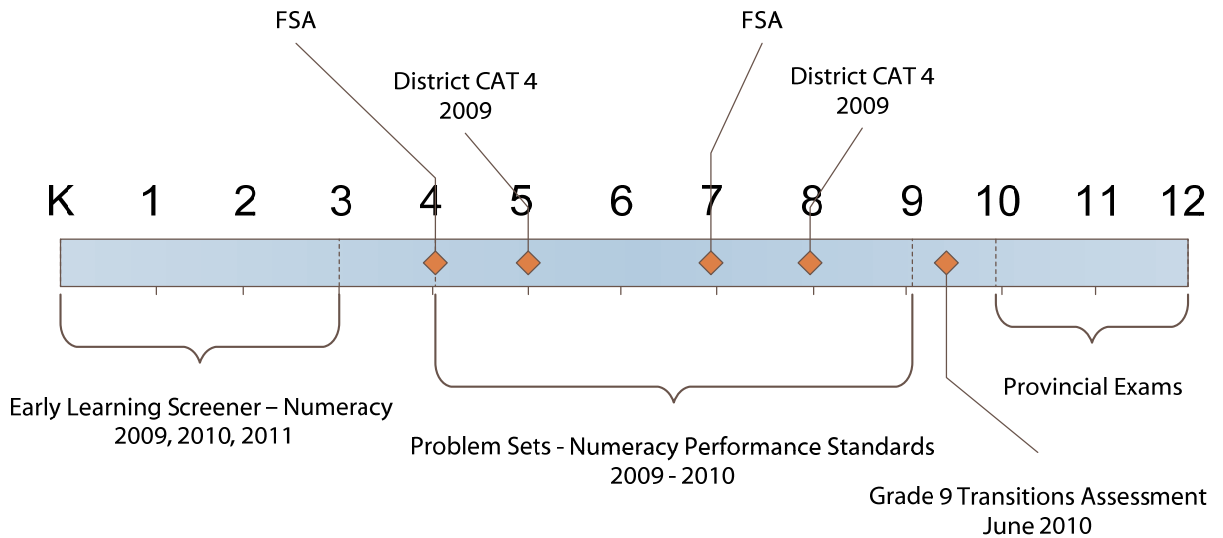 FSA
FSA
District CAT 4
2009
District CAT 4
2009
K 1 2 3 4 5 6 7 8 9 10 11 12
Early Learning Screener – Numeracy
2009, 2010, 2011
Problem Sets - Numeracy Performance Standards
2009 - 2010
Provincial Exams
Grade 9 Transitions Assessment
June 2010